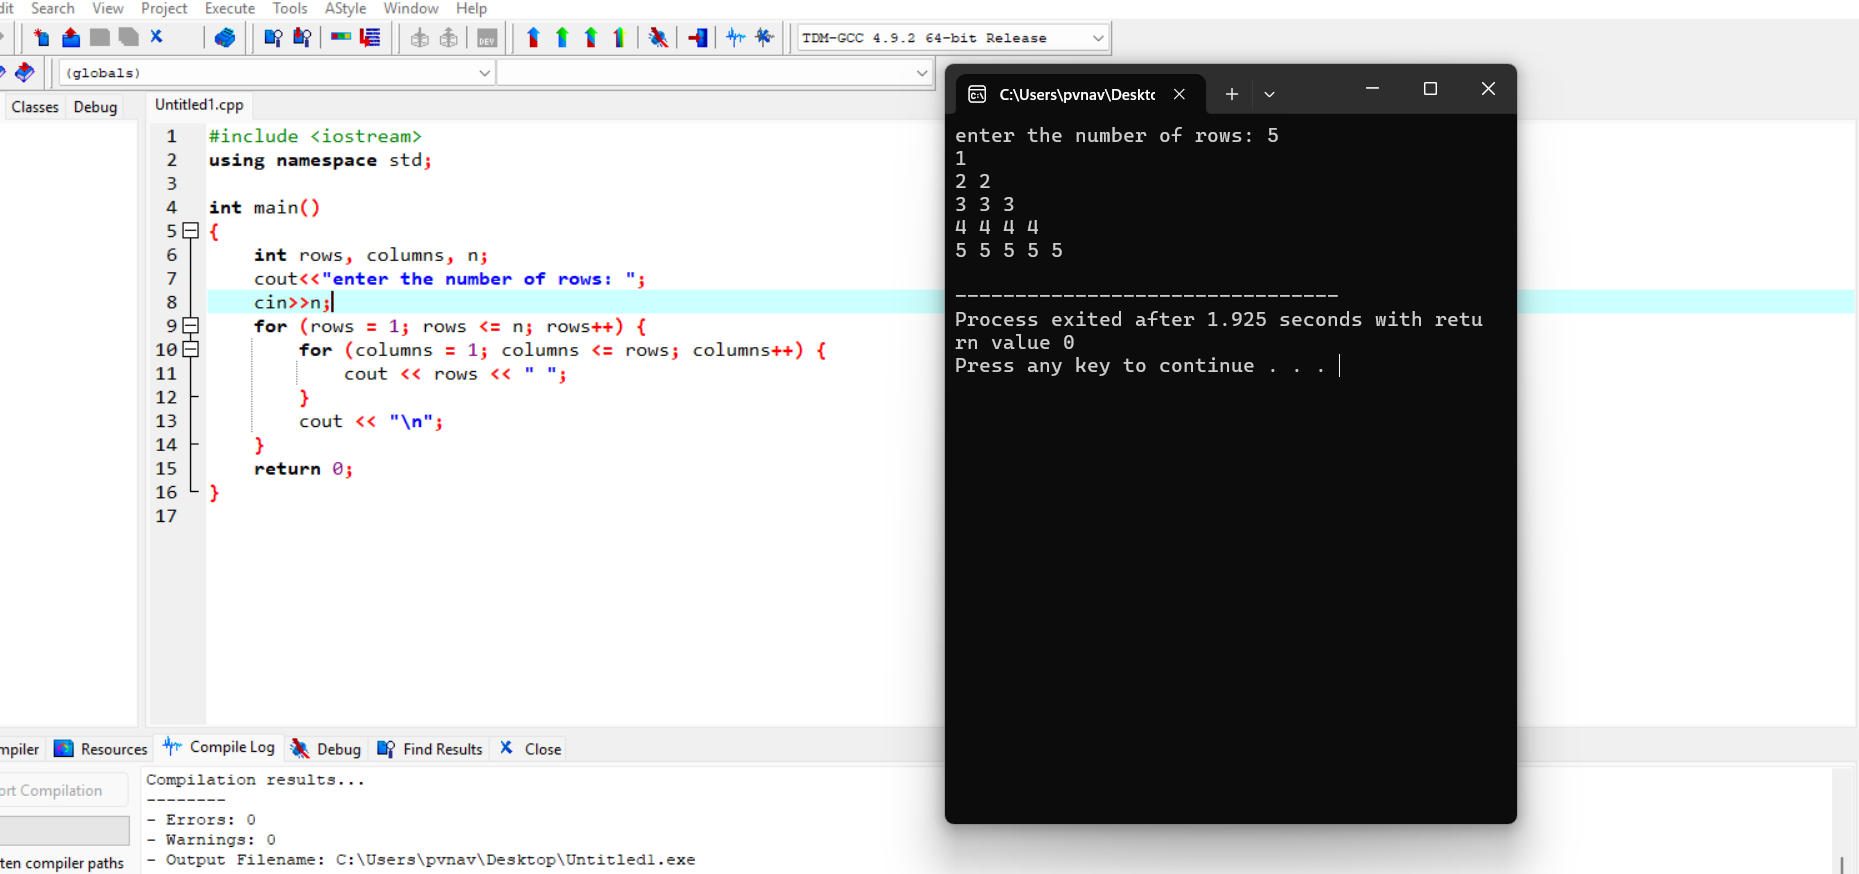 Search View Project Execute Tools AStyle Window Help
TDM-GCC 4.9.2 64-bit Release
(globals)
Classes Debug
Untitled1.cpp
1 #include <iostream>
2 using namespace std;
3
4 int main()
5 {
6 int rows, columns, n;
7 cout<<"enter the number of rows: ";
8 cin>>n;
9 for (rows = 1; rows <= n; rows++) {
10 for (columns = 1; columns <= rows; columns++) {
11 cout << rows << " ";
12 }
13 cout << "\n";
14 }
15 return 0;
16 }
17
C:\Users\pvnav\Deskto
enter the number of rows: 5
1
2 2
3 3 3
4 4 4 4
5 5 5 5 5
--------------------------------
Process exited after 1.925 seconds with retu
rn value 0
Press any key to continue . . .
mpiler Resources Compile Log Debug Find Results Close
ort Compilation
ten compiler paths
Compilation results...
--------
- Errors: 0
- Warnings: 0
- Output Filename: C:\Users\pvnav\Desktop\Untitled1.exe